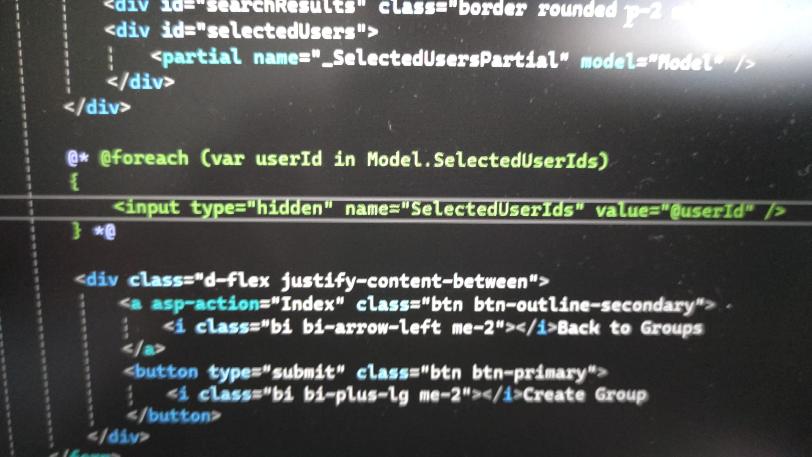 <div id="searchResults" class="border rounded p-2
<div id="selectedUsers">
<partial name="_SelectedUsersPartial" model="Model" />
</div>
</div>
@* @foreach (var userId in Model.SelectedUserIds)
{
<input type="hidden" name="SelectedUserIds" value="@userId" />
} *@
<div class="d-flex justify-content-between">
<a asp-action="Index" class="btn btn-outline-secondary">
<i class="bi bi-arrow-left me-2"></i>Back to Groups
</a>
<button type="submit" class="btn btn-primary">
<i class="bi bi-plus-lg me-2"></i>Create Group
</button>
</div>
</form>